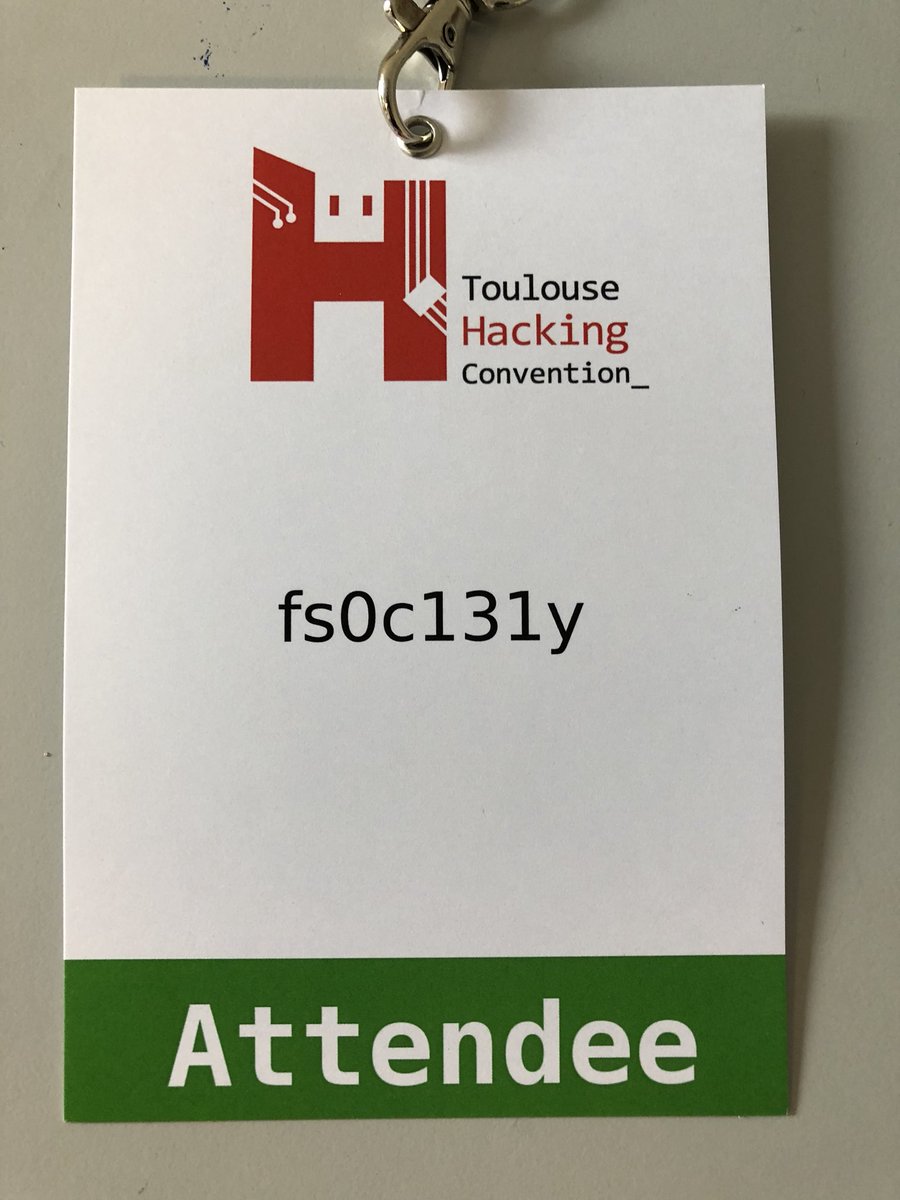 Toulouse
Hacking
Convention_
fs0c131y
Attendee